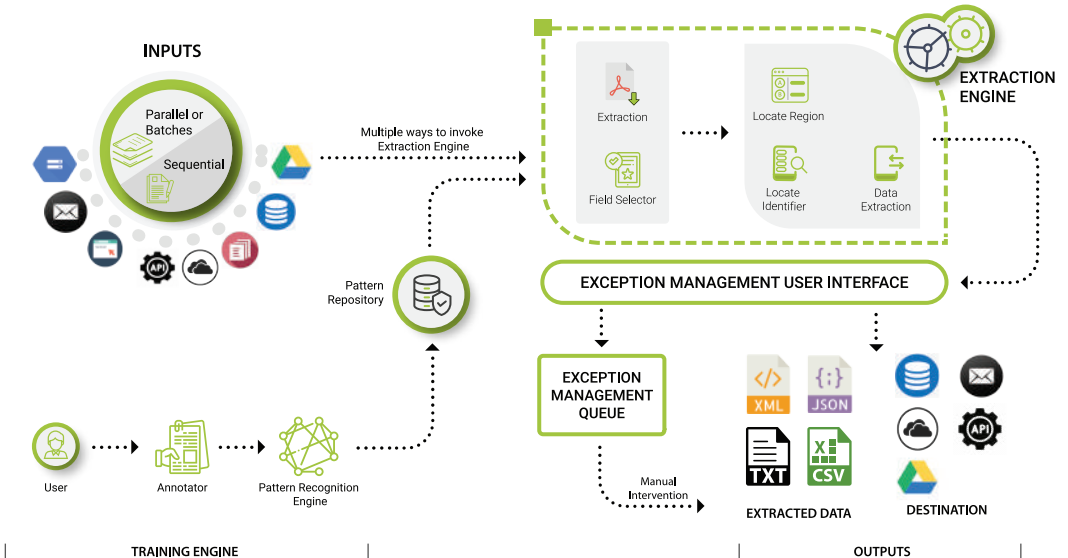 INPUTS
Parallel or
Batches
Sequential
API
Multiple ways to invoke
Extraction Engine
Extraction
Field Selector
A
B
Locate Region
Locate
Identifier
Data
Extraction
EXTRACTION
ENGINE
Pattern
Repository
EXCEPTION MANAGEMENT USER INTERFACE
EXCEPTION
MANAGEMENT
QUEUE
</>
XML
{;}
JSON
TXT
X
CSV
API
User
Annotator
Pattern Recognition
Engine
Manual
Intervention
EXTRACTED DATA
DESTINATION
TRAINING ENGINE
OUTPUTS